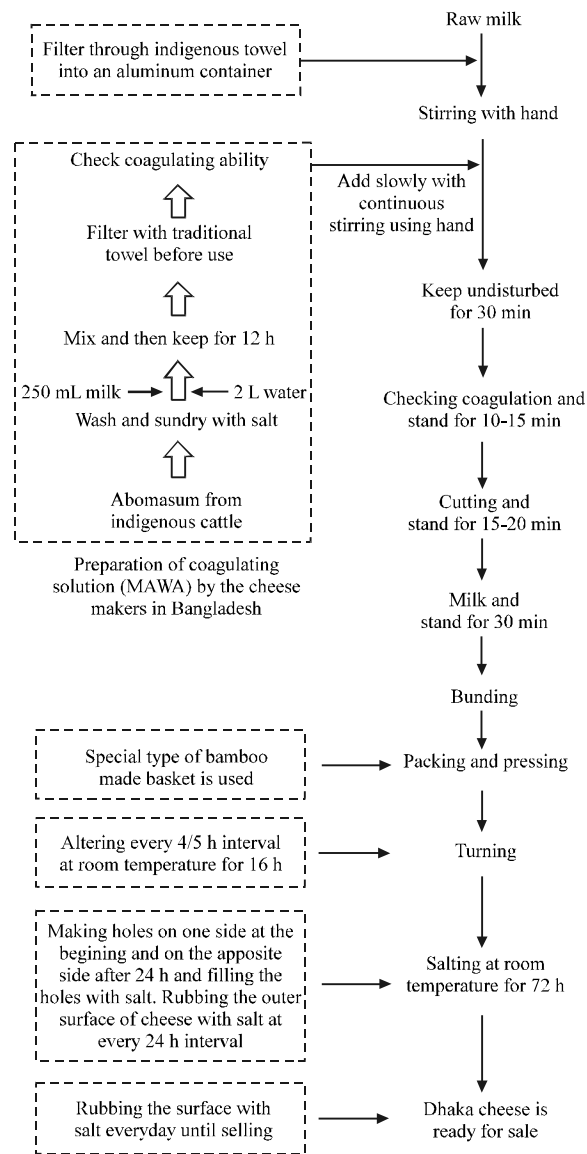 Raw milk
Filter through indigenous towel
into an aluminum container
Stirring with hand
Check coagulating ability
Add slowly with
continuous
stirring using hand
Filter with traditional
towel before use
Keep undisturbed
for 30 min
Mix and then keep for 12 h
250 mL milk
2 L water
Wash and sundry with salt
Checking coagulation and
stand for 10-15 min
Abomasum from
indigenous cattle
Cutting and
stand for 15-20 min
Preparation of coagulating
solution (MAWA) by the cheese
makers in Bangladesh
Milk and
stand for 30 min
Bunding
Special type of bamboo
made basket is used
Packing and pressing
Altering every 4/5 h interval
at room temperature for 16 h
Turning
Making holes on one side at the
begining and on the apposite
side after 24 h and filling the
holes with salt. Rubbing the outer
surface of cheese with salt at
every 24 h interval
Salting at room
temperature for 72 h
Rubbing the surface with
salt everyday until selling
Dhaka cheese is
ready for sale